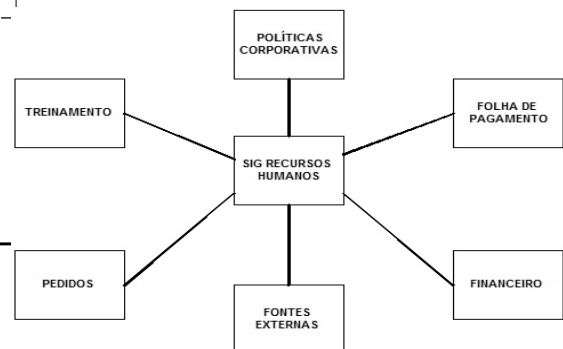 POLÍTICAS
CORPORATIVAS
TREINAMENTO
FOLHA DE
PAGAMENTO
SIG RECURSOS
HUMANOS
PEDIDOS
FINANCEIRO
FONTES
EXTERNAS